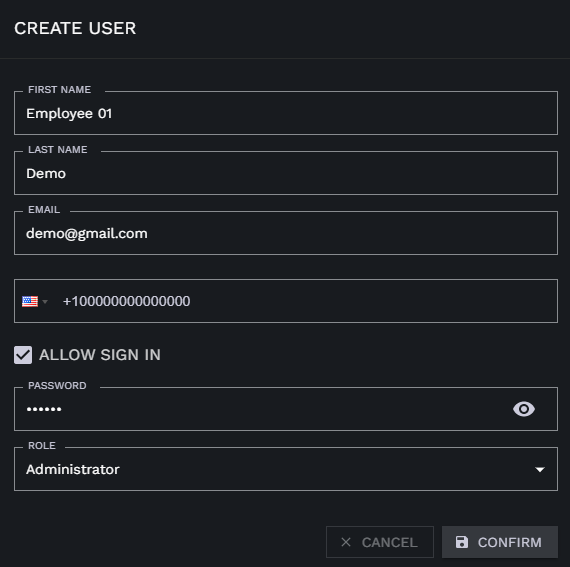 CREATE USER
FIRST NAME
Employee 01
LAST NAME
Demo
EMAIL
demo@gmail.com
+100000000000000
ALLOW SIGN IN
PASSWORD
••••••
ROLE
Administrator
CANCEL
CONFIRM